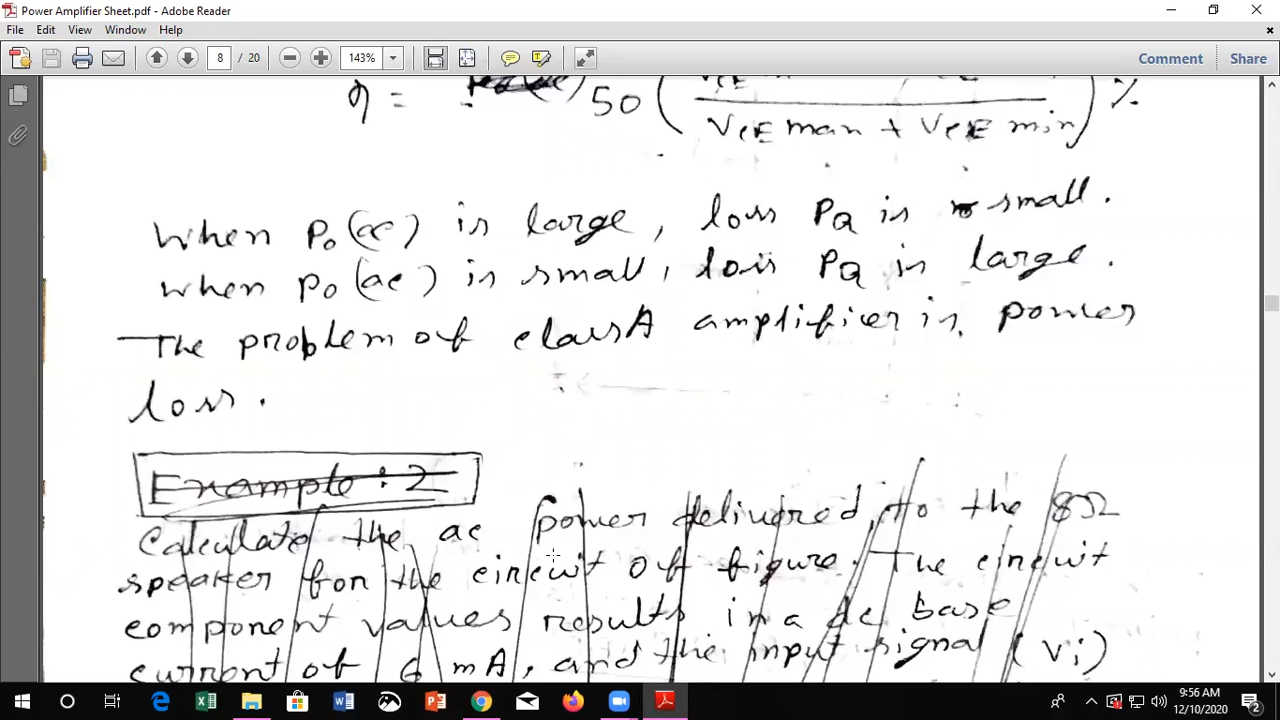 Power Amplifier Sheet.pdf - Adobe Reader
File Edit View Window Help
8 / 20 143% Comment Share
η = 50 ( VCE max + VCE min ) %
When Po(ac) is large, loss PQ is small.
when Po(ac) is small, loss PQ is large.
The problem of class A amplifier is power
loss.
Example : 2
Calculate the ac power delivered to the 8Ω
speaker for the circuit of figure. The circuit
component values results in a dc base
current of 6 mA, and the input signal (Vi)
9:56 AM
12/10/2020
2